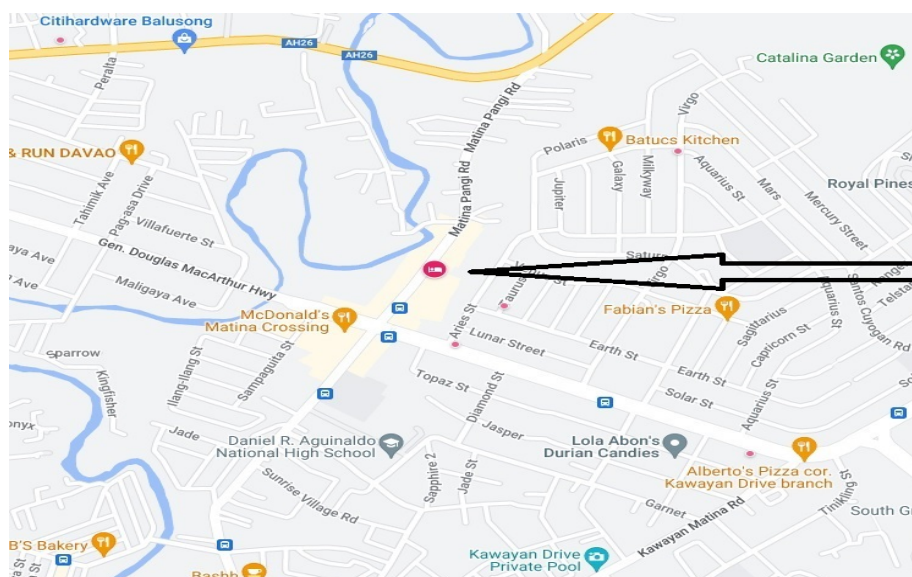 Citihardware Balusong
AH26
AH26
Catalina Garden
Peralta
Matina Pangi Rd
Virgo
Polaris
Batucs Kitchen
& RUN DAVAO
Galaxy
Milkyway
Aquarius St
Mars
Royal Pines
Tahimik Ave
Pag-asa Drive
Jupiter
Mercury Street
Villafuerte St
Matina Pangi Rd
Gen. Douglas MacArthur Hwy
Maligaya Ave
Virgo
Aquarius St
Santos Cuyogan Rd
McDonald's
Matina Crossing
Aries St
Fabian's Pizza
Sagittarius
Lunar Street
Earth St
Capricorn St
Sparrow
Kingfisher
Ilang-Ilang St
Sampaguita St
Topaz St
Diamond St
Earth St
Solar St
Aquarius St
Jade
Daniel R. Aguinaldo
National High School
Jasper
Lola Abon's
Durian Candies
Sapphire 2
Jade St
Alberto's Pizza cor.
Kawayan Drive branch
Sunrise Village Rd
Garnet
Kawayan Matina Rd
Tinikling St
South Gr
B'S Bakery
Kawayan Drive
Private Pool